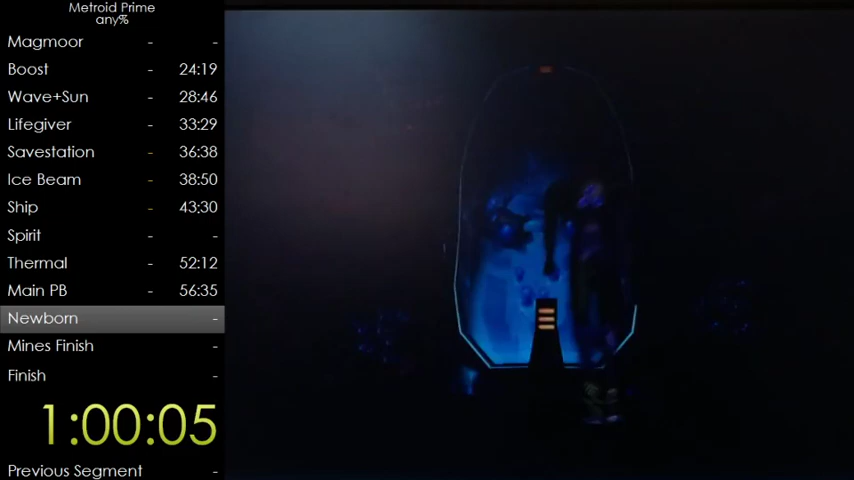 Metroid Prime
any%
Magmoor - -
Boost - 24:19
Wave+Sun - 28:46
Lifegiver - 33:29
Savestation - 36:38
Ice Beam - 38:50
Ship - 43:30
Spirit - -
Thermal - 52:12
Main PB - 56:35
Newborn -
Mines Finish -
Finish -
1:00:05
Previous Segment -